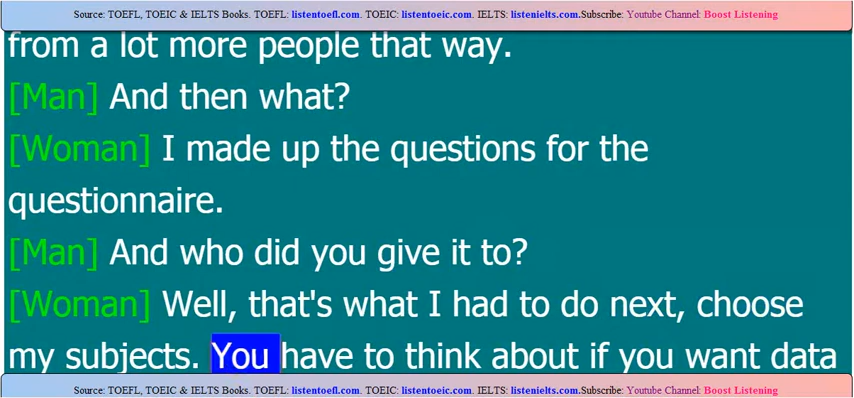 Source: TOEFL, TOEIC & IELTS Books. TOEFL: listentoefl.com. TOEIC: listentoeic.com. IELTS: listenielts.com.Subscribe: Youtube Channel: Boost Listening
from a lot more people that way.
[Man] And then what?
[Woman] I made up the questions for the
questionnaire.
[Man] And who did you give it to?
[Woman] Well, that's what I had to do next, choose
my subjects. You have to think about if you want data
Source: TOEFL, TOEIC & IELTS Books. TOEFL: listentoefl.com. TOEIC: listentoeic.com. IELTS: listenielts.com.Subscribe: Youtube Channel: Boost Listening